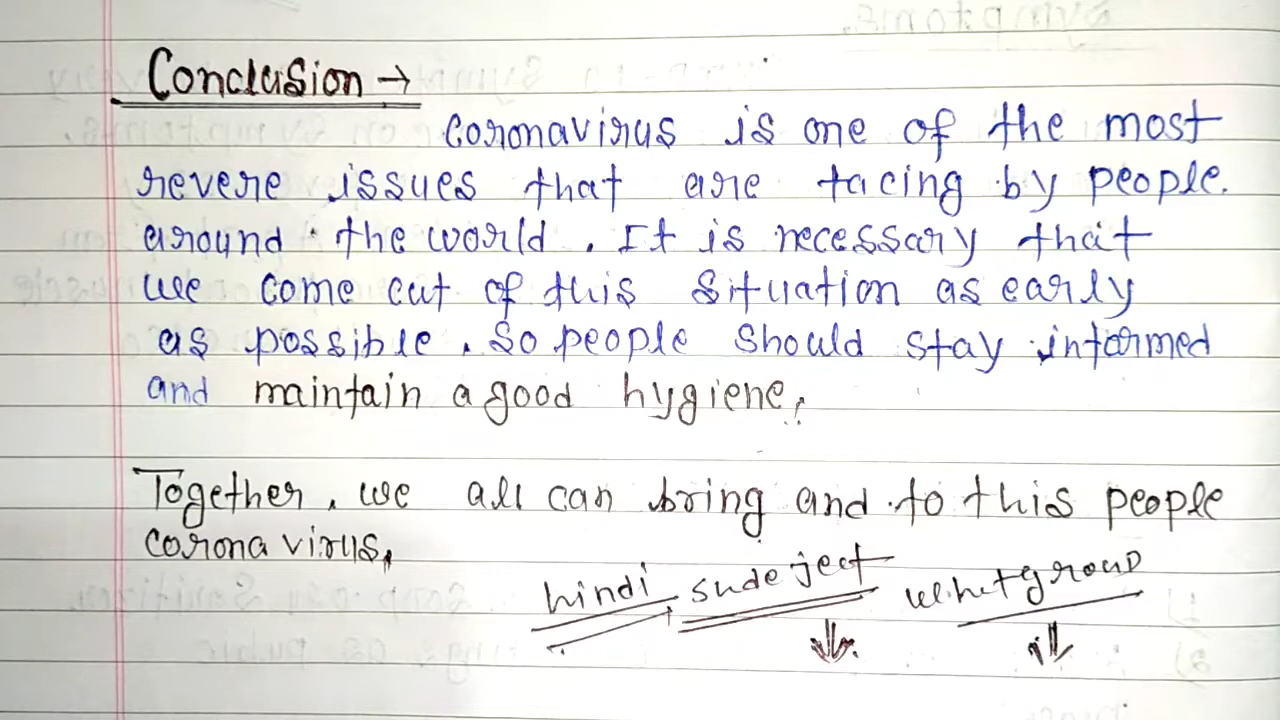 Conclusion →
coronavirus is one of the most
revere issues that are facing by people.
around the world. It is necessary that
we come out of this situation as early
as possible. So people should stay informed
and maintain a good hygiene.
Together, we all can bring and to this people
corona virus,
hindi sudeject
group